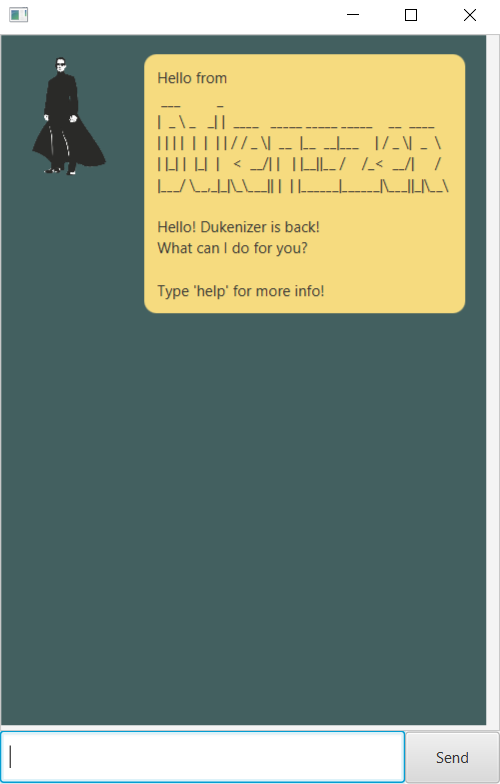 Hello from
 ___        _
|  _ \ _   _| |  ____   _____ _____ _____    __  ____
| | | | |  | | | / / _ \|  __  |__  __|___    | / _ \|  _  \
| |_| |  |_|  |   <  __/| |   | |__||__ /    /_<  __/|      /
|___/ \__,_|_|\_\___|| |  | |______|______|\___||_|\__\
Hello! Dukenizer is back!
What can I do for you?
Type 'help' for more info!
Send